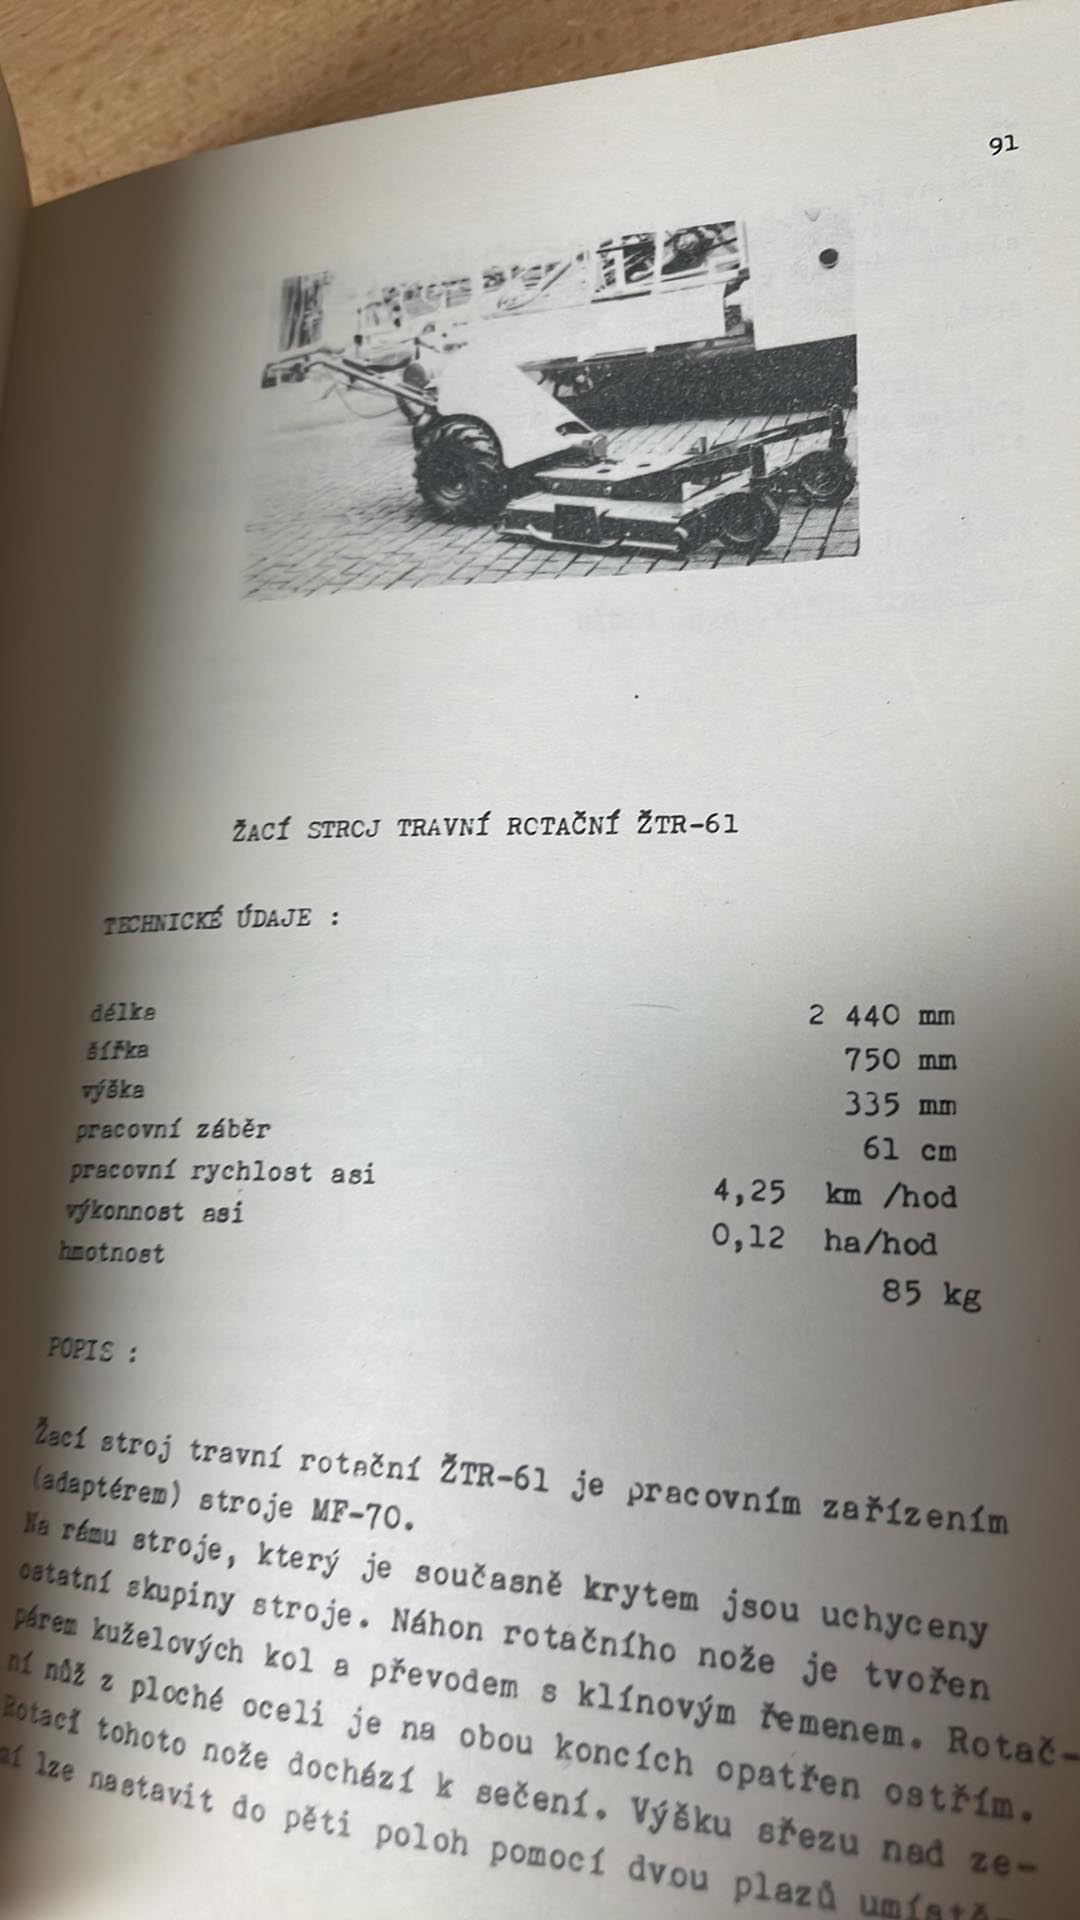 91
ŽACÍ STROJ TRAVNÍ ROTAČNÍ ŽTR-61
TECHNICKÉ ÚDAJE :
délka 2 440 mm
šířka 750 mm
výška 335 mm
pracovní záběr 61 cm
pracovní rychlost asi 4,25 km /hod
výkonnost asi 0,12 ha/hod
hmotnost 85 kg
POPIS :
Žací stroj travní rotační ŽTR-61 je pracovním zařízením
(adaptérem) stroje MF-70.
Na rámu stroje, který je současně krytem jsou uchyceny
ostatní skupiny stroje. Náhon rotačního nože je tvořen
párem kuželových kol a převodem s klínovým řemenem. Rotač-
ní nůž z ploché oceli je na obou koncích opatřen ostřím.
Rotací tohoto nože dochází k sečení. Výšku sřezu nad ze-
mí lze nastavit do pěti poloh pomocí dvou plazů